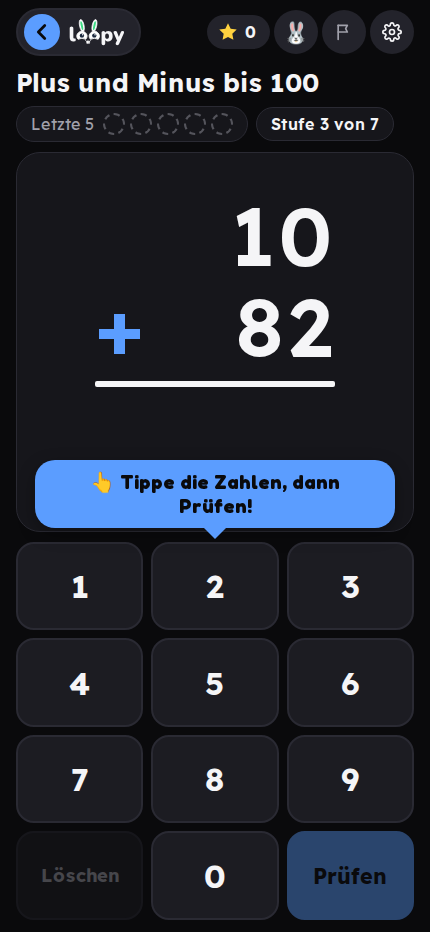 loopy
0
Plus und Minus bis 100
Letzte 5
Stufe 3 von 7
10
+ 82
👆 Tippe die Zahlen, dann
Prüfen!
1 2 3
4 5 6
7 8 9
Löschen 0 Prüfen